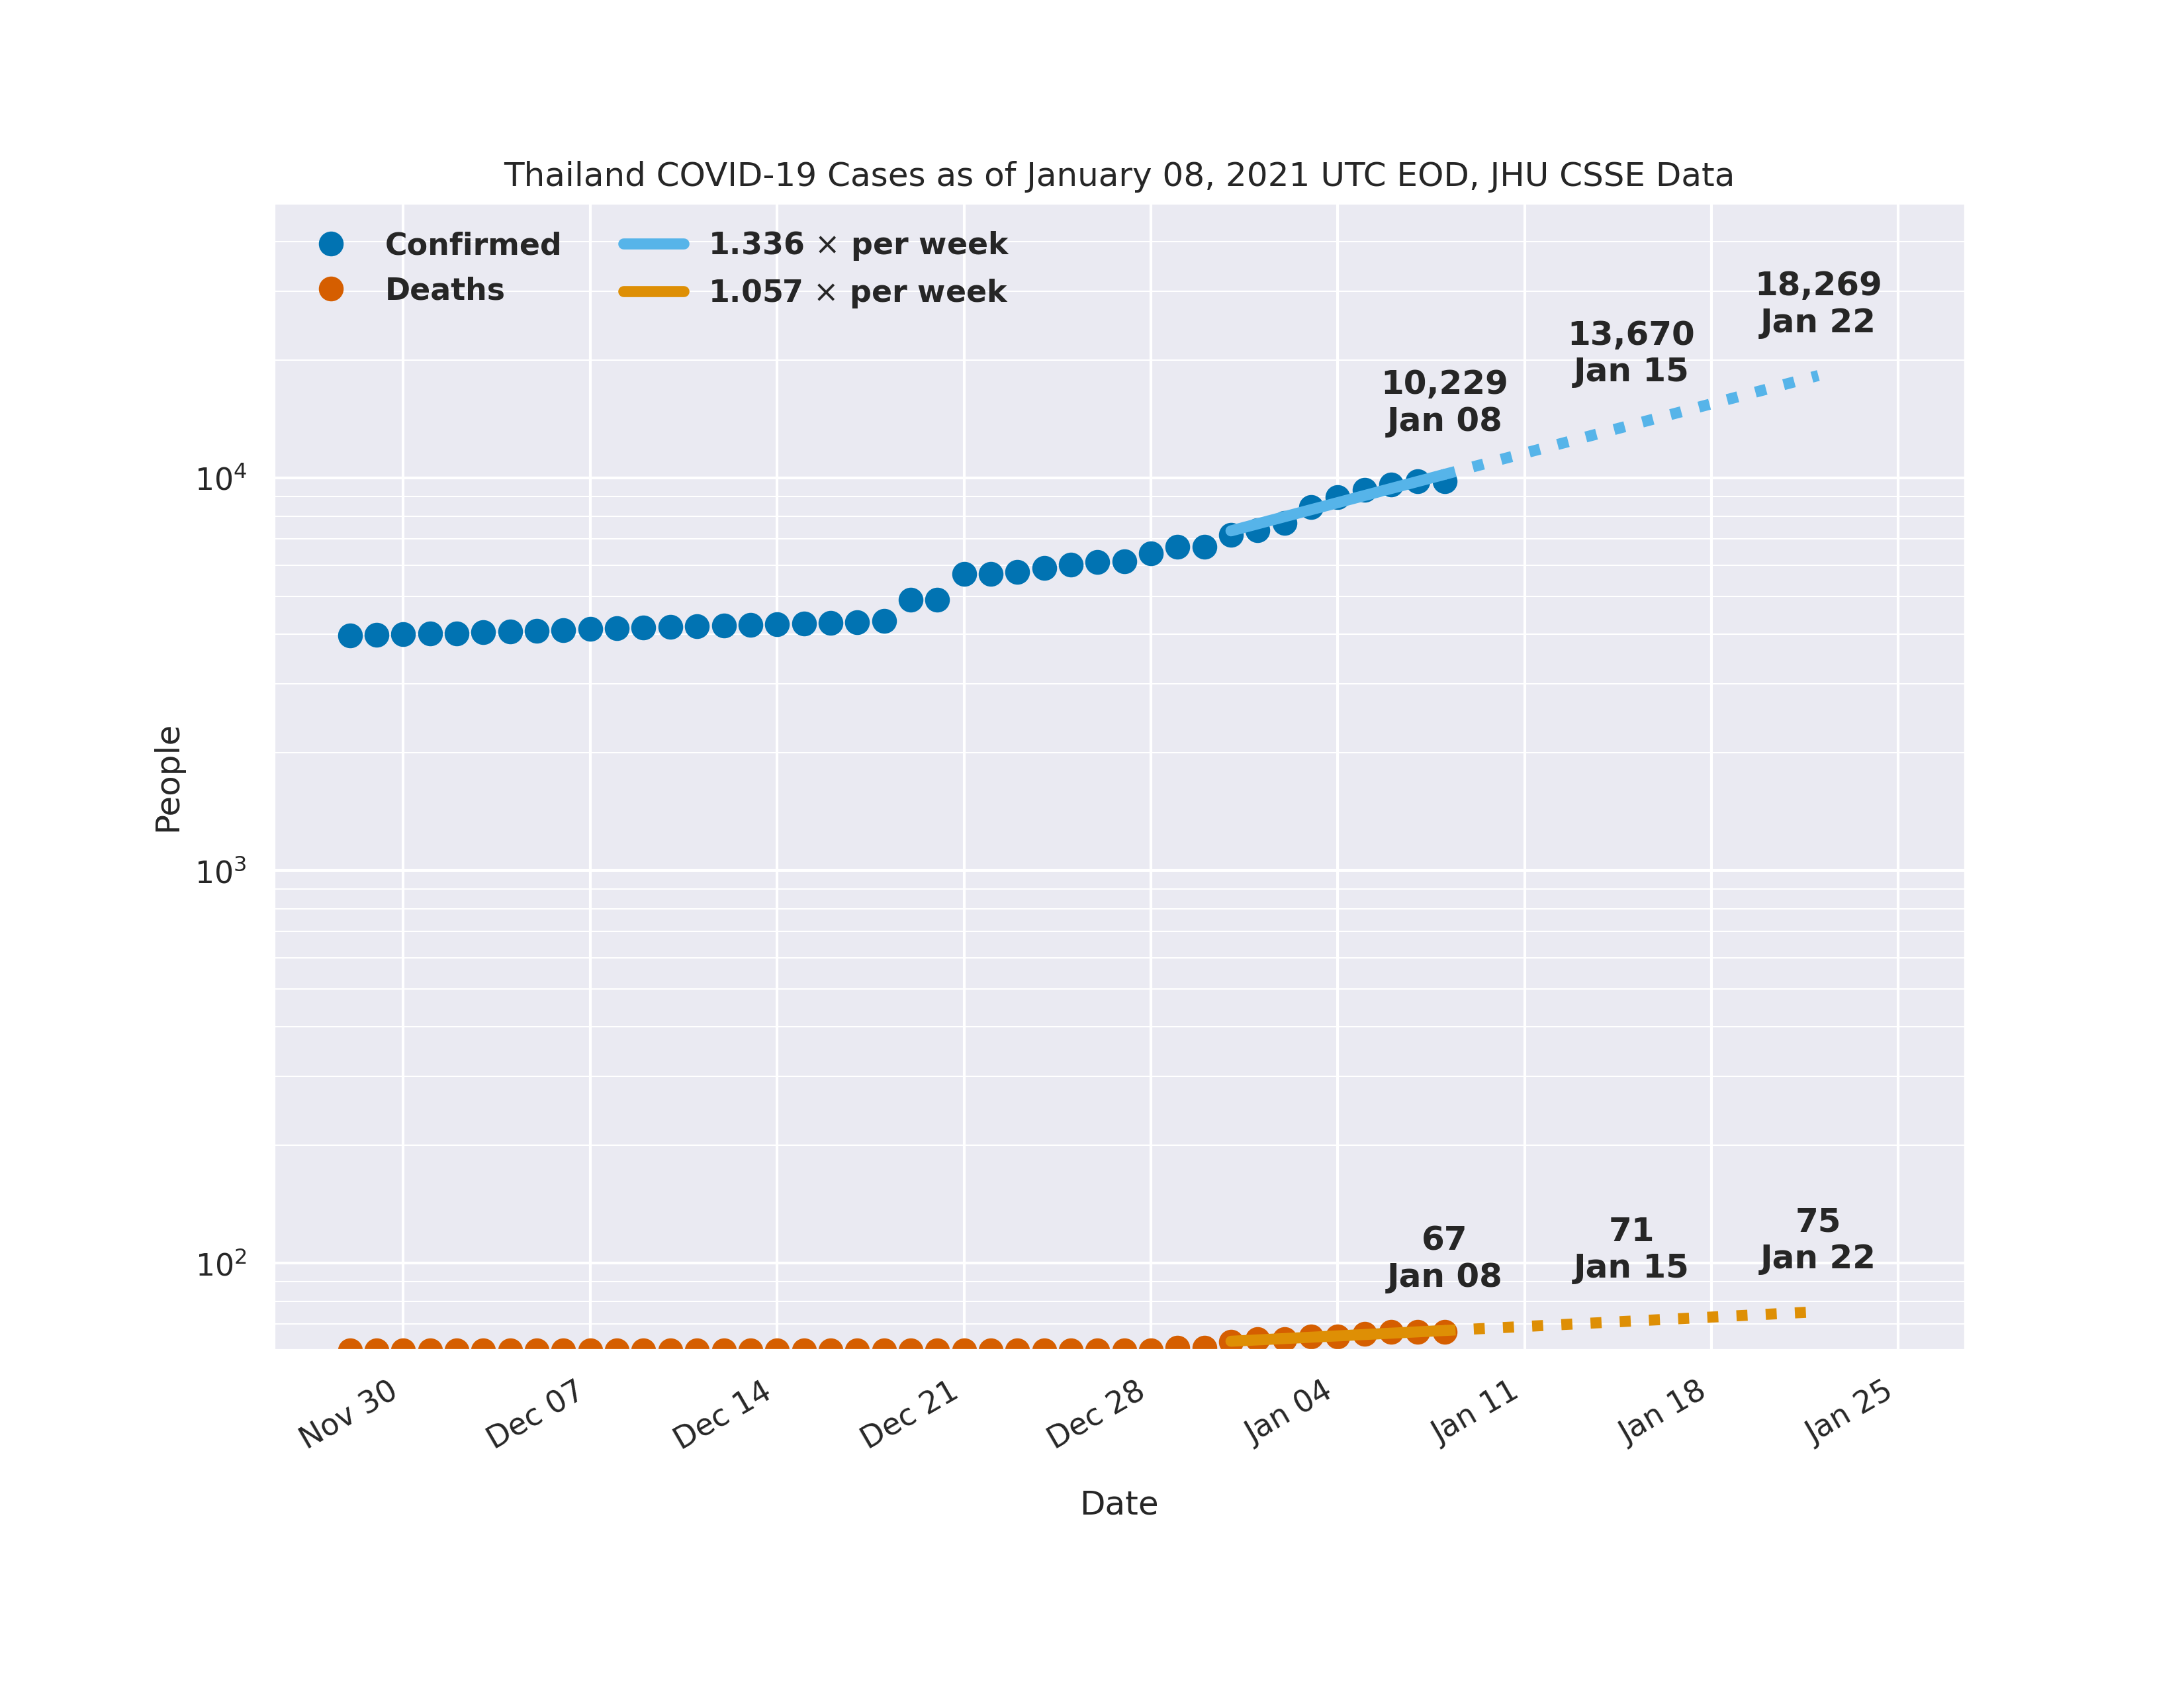 Thailand COVID-19 Cases as of January 08, 2021 UTC EOD, JHU CSSE Data
Confirmed
Deaths
1.336 × per week
1.057 × per week
18,269
Jan 22
13,670
Jan 15
10,229
Jan 08
10⁴
People
10³
10²
67
Jan 08
71
Jan 15
75
Jan 22
Nov 30
Dec 07
Dec 14
Dec 21
Dec 28
Jan 04
Jan 11
Jan 18
Jan 25
Date